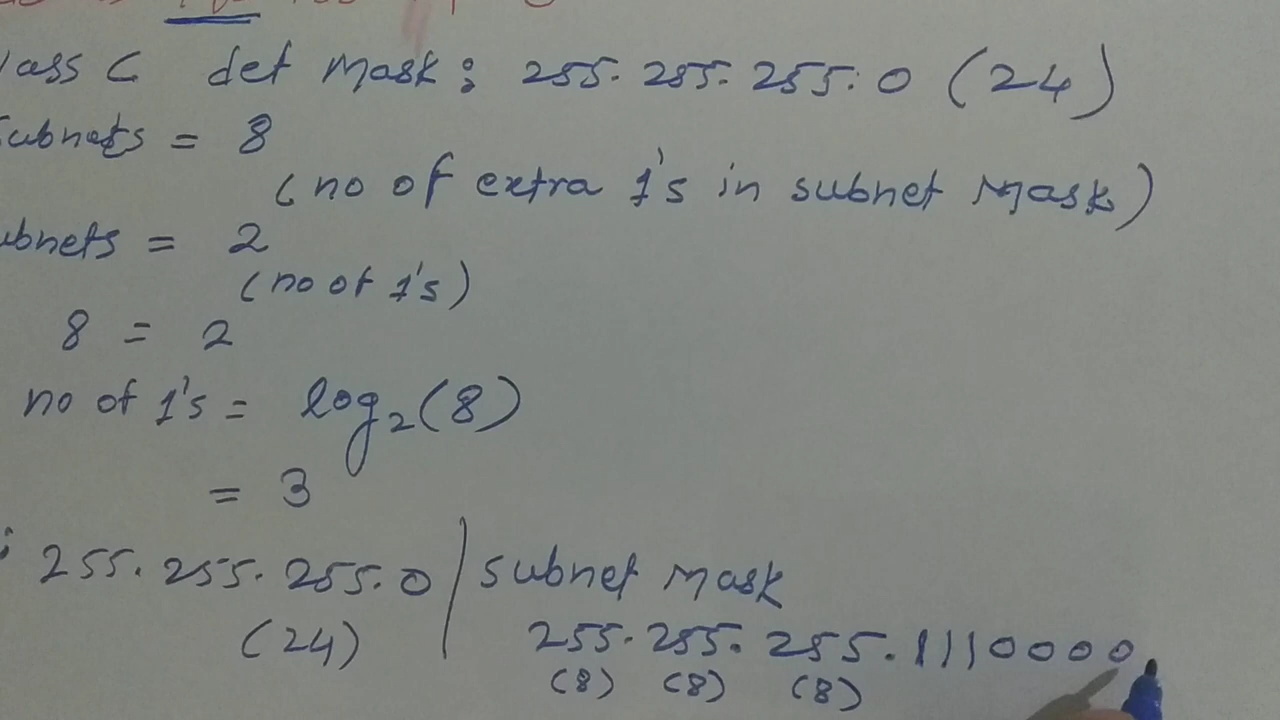 lass C def Mask: 255.255.255.0 (24)
Subnets = 8
(no of extra 1's in subnet Mask)
ubnets = 2
(no of 1's)
8 = 2
no of 1's = log2(8)
= 3
: 255.255.255.0 | Subnet Mask
(24) 255.255.255.1110000
(8) (8) (8)